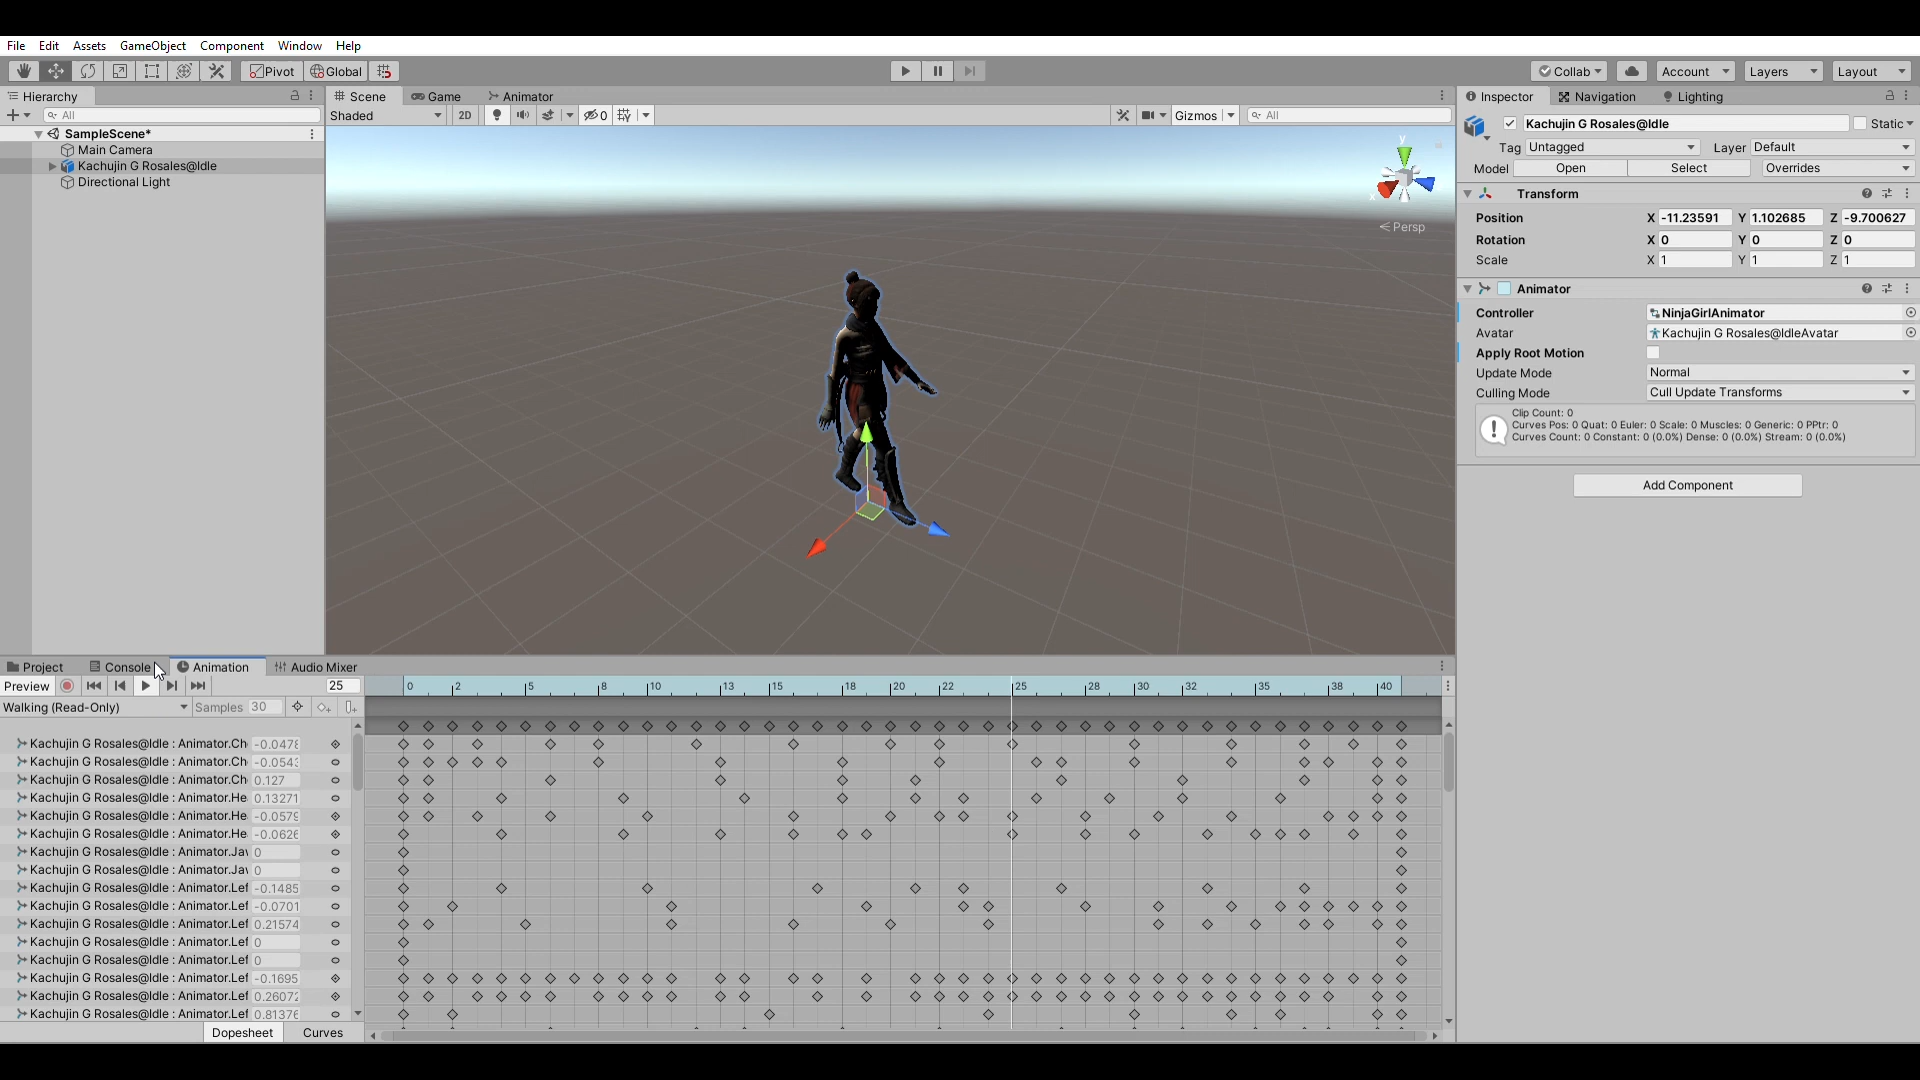 File Edit Assets GameObject Component Window Help
Pivot Global Collab Account Layers Layout
Hierarchy
All
SampleScene*
Main Camera
Kachujin G Rosales@Idle
Directional Light
Scene Game Animator
Shaded 2D 0 Gizmos All
y
x
Persp
Inspector Navigation Lighting
Kachujin G Rosales@Idle Static
Tag Untagged Layer Default
Model Open Select Overrides
Transform
Position X -11.23591 Y 1.102685 Z -9.700627
Rotation X 0 Y 0 Z 0
Scale X 1 Y 1 Z 1
Animator
Controller NinjaGirlAnimator
Avatar Kachujin G Rosales@IdleAvatar
Apply Root Motion
Update Mode Normal
Culling Mode Cull Update Transforms
Clip Count: 0
Curves Pos: 0 Quat: 0 Euler: 0 Scale: 0 Muscles: 0 Generic: 0 PPtr: 0
Curves Count: 0 Constant: 0 (0.0%) Dense: 0 (0.0%) Stream: 0 (0.0%)
Add Component
Project Console Animation Audio Mixer
Preview 25 0 2 5 8 10 13 15 18 20 22 25 28 30 32 35 38 40
Walking (Read-Only) Samples 30
Kachujin G Rosales@Idle : Animator.Ch -0.0478
Kachujin G Rosales@Idle : Animator.Ch -0.0543
Kachujin G Rosales@Idle : Animator.Ch 0.127
Kachujin G Rosales@Idle : Animator.He 0.13271
Kachujin G Rosales@Idle : Animator.He -0.0579
Kachujin G Rosales@Idle : Animator.He -0.0626
Kachujin G Rosales@Idle : Animator.Jav 0
Kachujin G Rosales@Idle : Animator.Jav 0
Kachujin G Rosales@Idle : Animator.Lef -0.1485
Kachujin G Rosales@Idle : Animator.Lef -0.0701
Kachujin G Rosales@Idle : Animator.Lef 0.21574
Kachujin G Rosales@Idle : Animator.Lef 0
Kachujin G Rosales@Idle : Animator.Lef 0
Kachujin G Rosales@Idle : Animator.Lef -0.1695
Kachujin G Rosales@Idle : Animator.Lef 0.26072
Kachujin G Rosales@Idle : Animator.Lef 0.81376
Dopesheet Curves